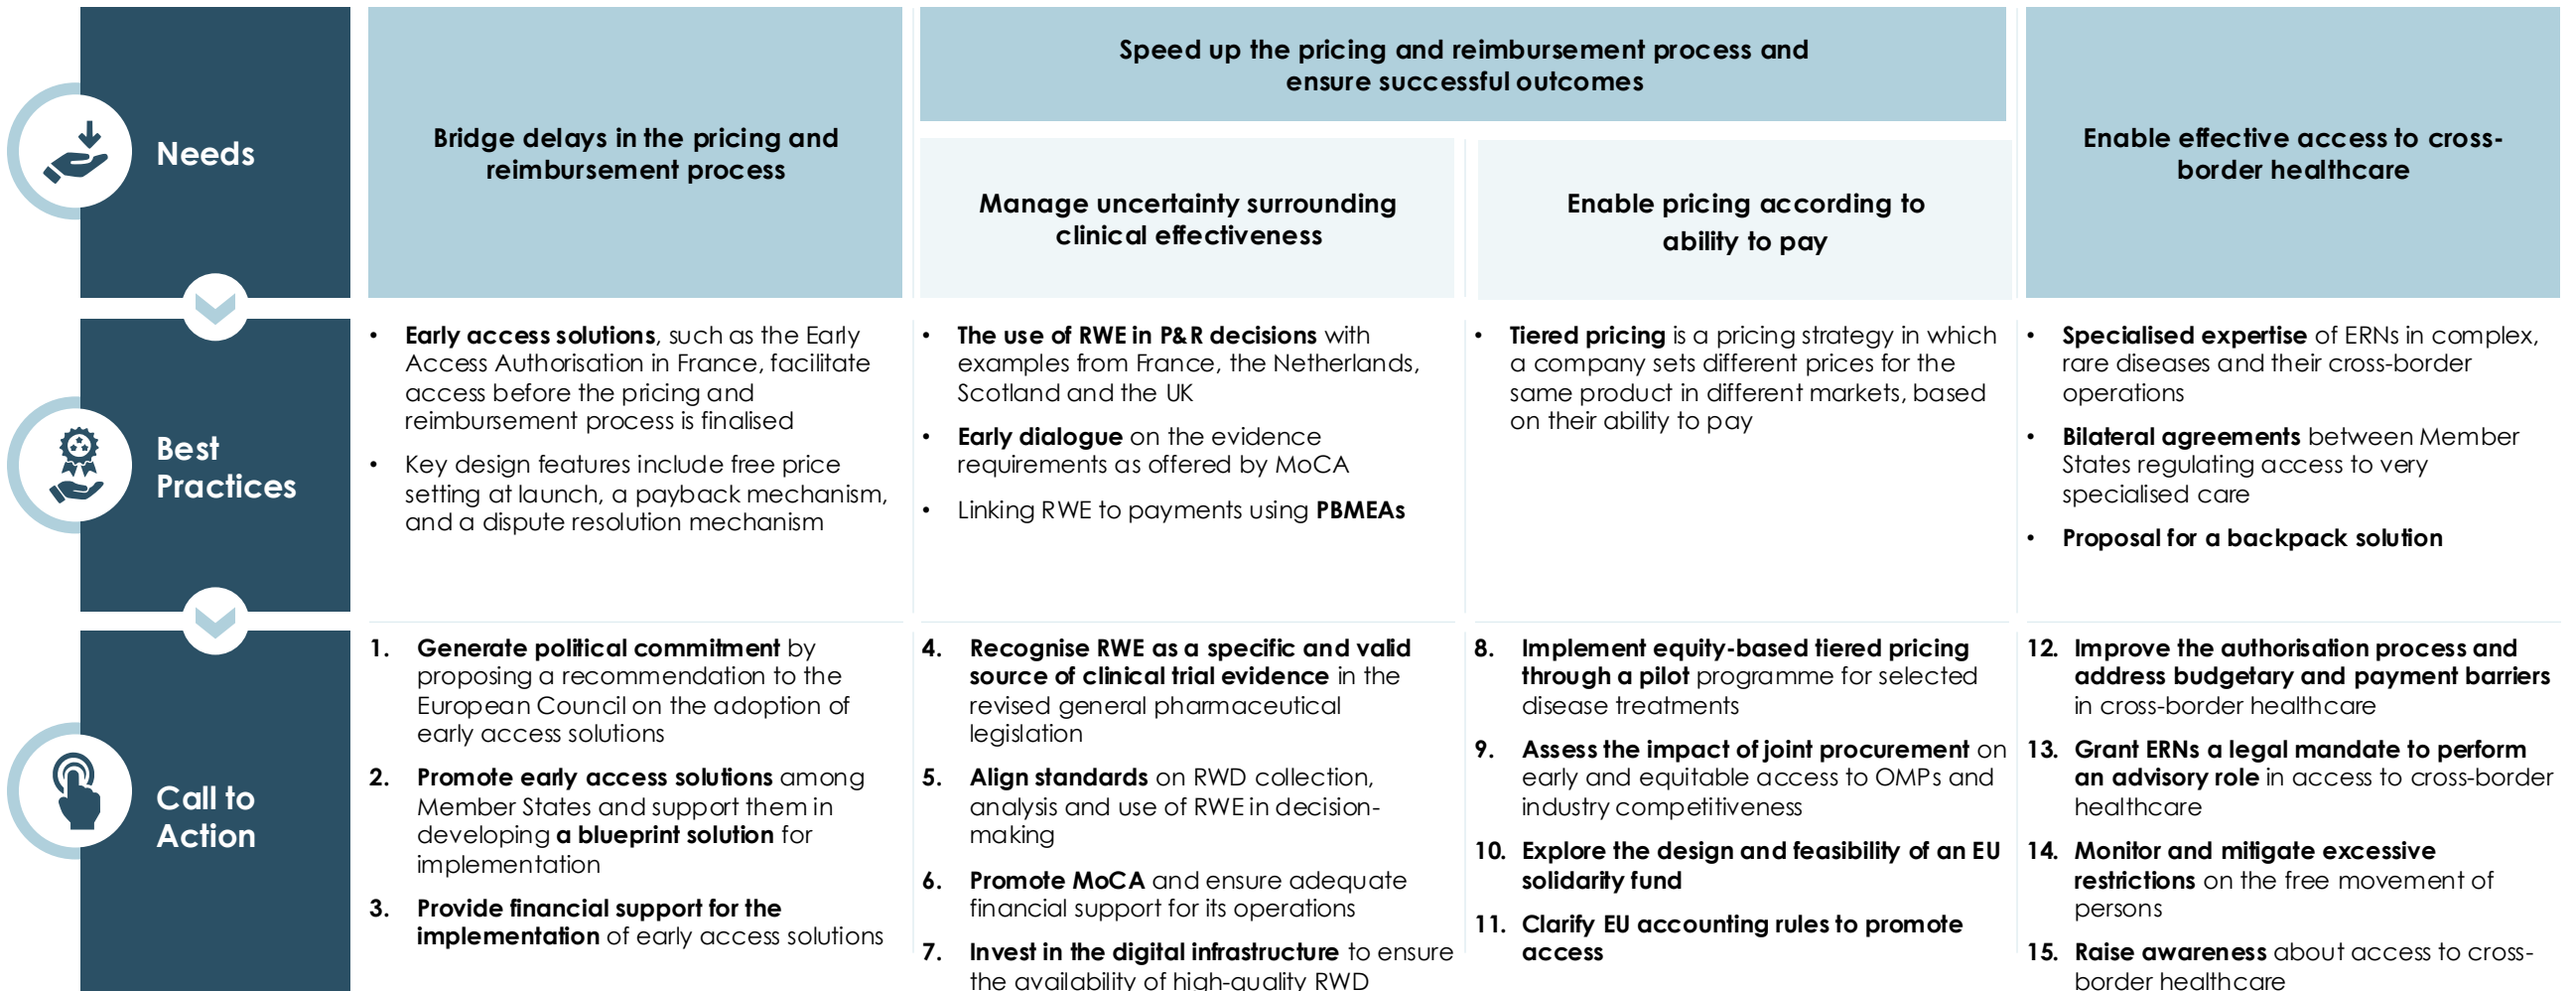 Needs
Bridge delays in the pricing and
reimbursement process
Speed up the pricing and reimbursement process and
ensure successful outcomes
Manage uncertainty surrounding
clinical effectiveness
Enable pricing according to
ability to pay
Enable effective access to cross-
border healthcare
Best
Practices
• Early access solutions, such as the Early
Access Authorisation in France, facilitate
access before the pricing and
reimbursement process is finalised
• Key design features include free price
setting at launch, a payback mechanism,
and a dispute resolution mechanism
• The use of RWE in P&R decisions with
examples from France, the Netherlands,
Scotland and the UK
• Early dialogue on the evidence
requirements as offered by MoCA
• Linking RWE to payments using PBMEAs
• Tiered pricing is a pricing strategy in which
a company sets different prices for the
same product in different markets, based
on their ability to pay
• Specialised expertise of ERNs in complex,
rare diseases and their cross-border
operations
• Bilateral agreements between Member
States regulating access to very
specialised care
• Proposal for a backpack solution
Call to
Action
1. Generate political commitment by
proposing a recommendation to the
European Council on the adoption of
early access solutions
2. Promote early access solutions among
Member States and support them in
developing a blueprint solution for
implementation
3. Provide financial support for the
implementation of early access solutions
4. Recognise RWE as a specific and valid
source of clinical trial evidence in the
revised general pharmaceutical
legislation
5. Align standards on RWD collection,
analysis and use of RWE in decision-
making
6. Promote MoCA and ensure adequate
financial support for its operations
7. Invest in the digital infrastructure to ensure
the availability of high-quality RWD
8. Implement equity-based tiered pricing
through a pilot programme for selected
disease treatments
9. Assess the impact of joint procurement on
early and equitable access to OMPs and
industry competitiveness
10. Explore the design and feasibility of an EU
solidarity fund
11. Clarify EU accounting rules to promote
access
12. Improve the authorisation process and
address budgetary and payment barriers
in cross-border healthcare
13. Grant ERNs a legal mandate to perform
an advisory role in access to cross-border
healthcare
14. Monitor and mitigate excessive
restrictions on the free movement of
persons
15. Raise awareness about access to cross-
border healthcare